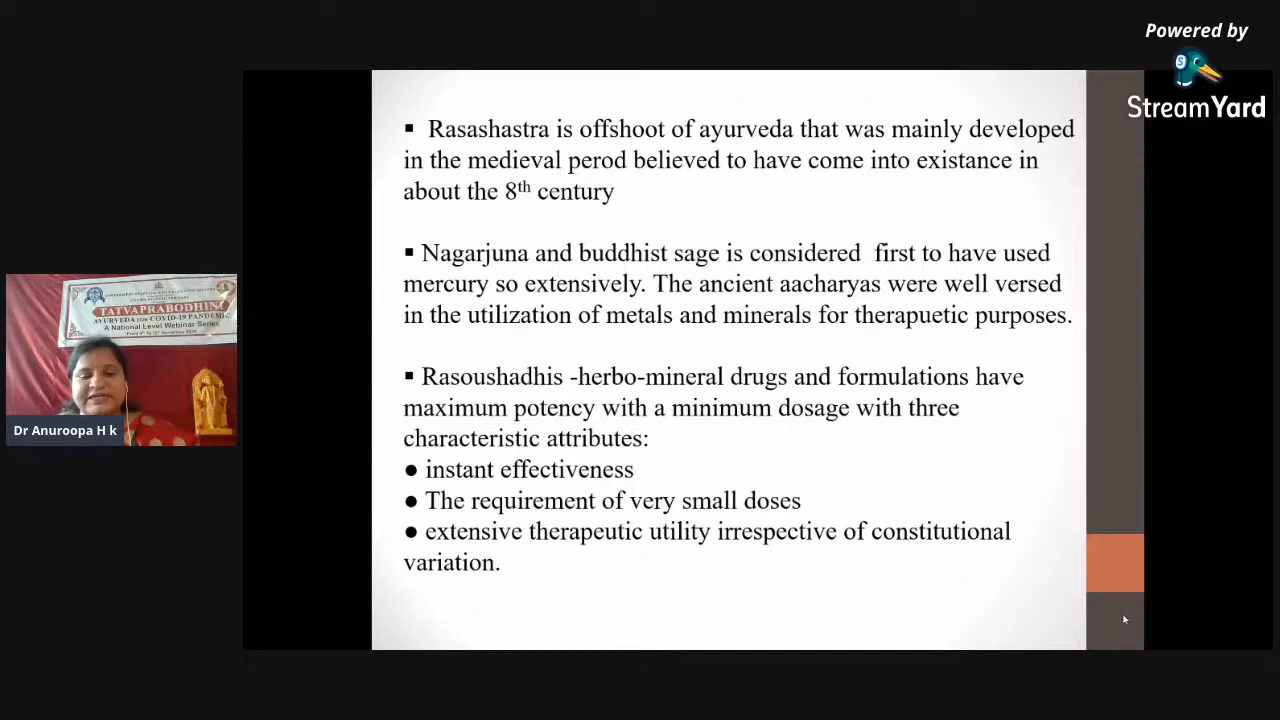 Powered by
StreamYard
▪ Rasashastra is offshoot of ayurveda that was mainly developed
in the medieval perod believed to have come into existance in
about the 8th century
▪ Nagarjuna and buddhist sage is considered first to have used
mercury so extensively. The ancient aacharyas were well versed
in the utilization of metals and minerals for therapuetic purposes.
▪ Rasoushadhis -herbo-mineral drugs and formulations have
maximum potency with a minimum dosage with three
characteristic attributes:
● instant effectiveness
● The requirement of very small doses
● extensive therapeutic utility irrespective of constitutional
variation.
TATVAPRABODHINI
AYURVEDA FOR COVID-19 PANDEMIC
A National Level Webinar Series
Dr Anuroopa H k